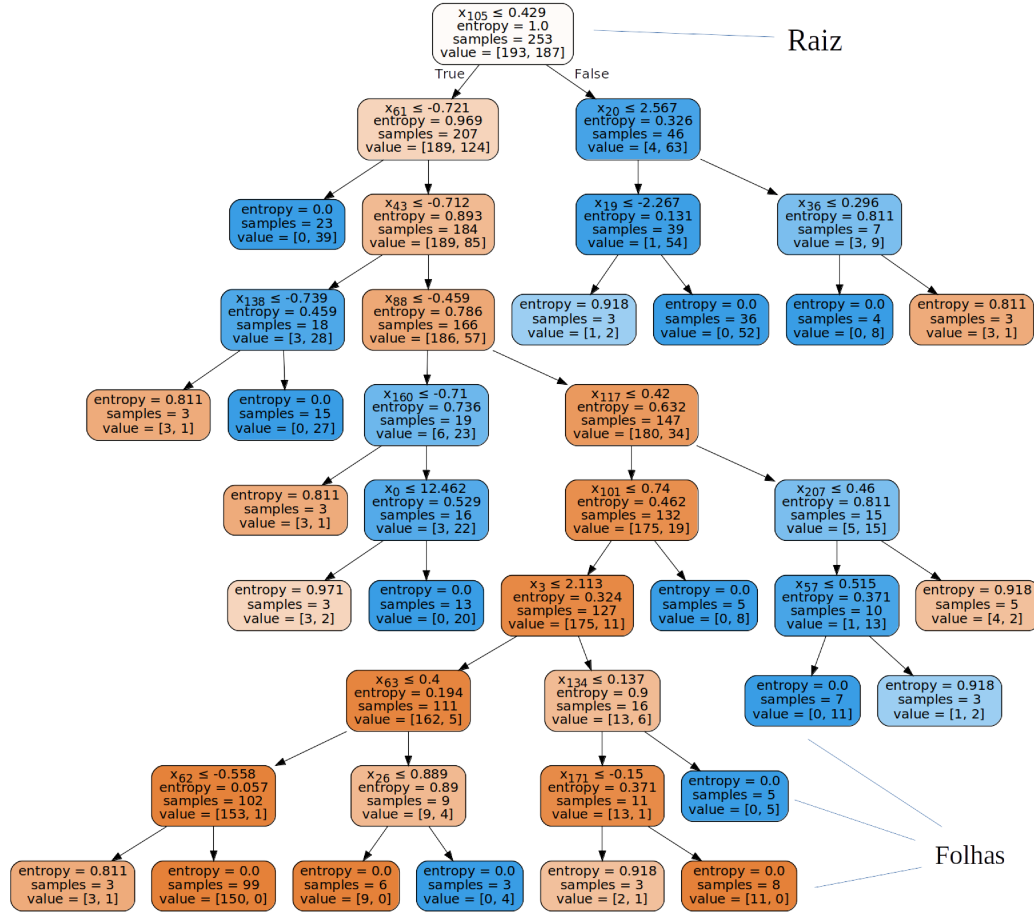 x105 ≤ 0.429
entropy = 1.0
samples = 253
value = [193, 187]
Raiz
True
False
x61 ≤ -0.721
entropy = 0.969
samples = 207
value = [189, 124]
x20 ≤ 2.567
entropy = 0.326
samples = 46
value = [4, 63]
entropy = 0.0
samples = 23
value = [0, 39]
x43 ≤ -0.712
entropy = 0.893
samples = 184
value = [189, 85]
x19 ≤ -2.267
entropy = 0.131
samples = 39
value = [1, 54]
x36 ≤ 0.296
entropy = 0.811
samples = 7
value = [3, 9]
x138 ≤ -0.739
entropy = 0.459
samples = 18
value = [3, 28]
x88 ≤ -0.459
entropy = 0.786
samples = 166
value = [186, 57]
entropy = 0.918
samples = 3
value = [1, 2]
entropy = 0.0
samples = 36
value = [0, 52]
entropy = 0.0
samples = 4
value = [0, 8]
entropy = 0.811
samples = 3
value = [3, 1]
entropy = 0.811
samples = 3
value = [3, 1]
entropy = 0.0
samples = 15
value = [0, 27]
x160 ≤ -0.71
entropy = 0.736
samples = 19
value = [6, 23]
x117 ≤ 0.42
entropy = 0.632
samples = 147
value = [180, 34]
entropy = 0.811
samples = 3
value = [3, 1]
x0 ≤ 12.462
entropy = 0.529
samples = 16
value = [3, 22]
x101 ≤ 0.74
entropy = 0.462
samples = 132
value = [175, 19]
x207 ≤ 0.46
entropy = 0.811
samples = 15
value = [5, 15]
entropy = 0.971
samples = 3
value = [3, 2]
entropy = 0.0
samples = 13
value = [0, 20]
x3 ≤ 2.113
entropy = 0.324
samples = 127
value = [175, 11]
entropy = 0.0
samples = 5
value = [0, 8]
x57 ≤ 0.515
entropy = 0.371
samples = 10
value = [1, 13]
entropy = 0.918
samples = 5
value = [4, 2]
x63 ≤ 0.4
entropy = 0.194
samples = 111
value = [162, 5]
x134 ≤ 0.137
entropy = 0.9
samples = 16
value = [13, 6]
entropy = 0.0
samples = 7
value = [0, 11]
entropy = 0.918
samples = 3
value = [1, 2]
x62 ≤ -0.558
entropy = 0.057
samples = 102
value = [153, 1]
x26 ≤ 0.889
entropy = 0.89
samples = 9
value = [9, 4]
x171 ≤ -0.15
entropy = 0.371
samples = 11
value = [13, 1]
entropy = 0.0
samples = 5
value = [0, 5]
Folhas
entropy = 0.811
samples = 3
value = [3, 1]
entropy = 0.0
samples = 99
value = [150, 0]
entropy = 0.0
samples = 6
value = [9, 0]
entropy = 0.0
samples = 3
value = [0, 4]
entropy = 0.918
samples = 3
value = [2, 1]
entropy = 0.0
samples = 8
value = [11, 0]